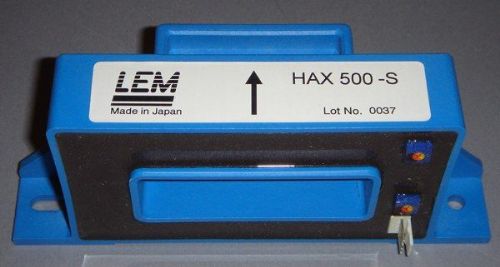 LEM
Made in Japan
HAX 500 -S
Lot No. 0037